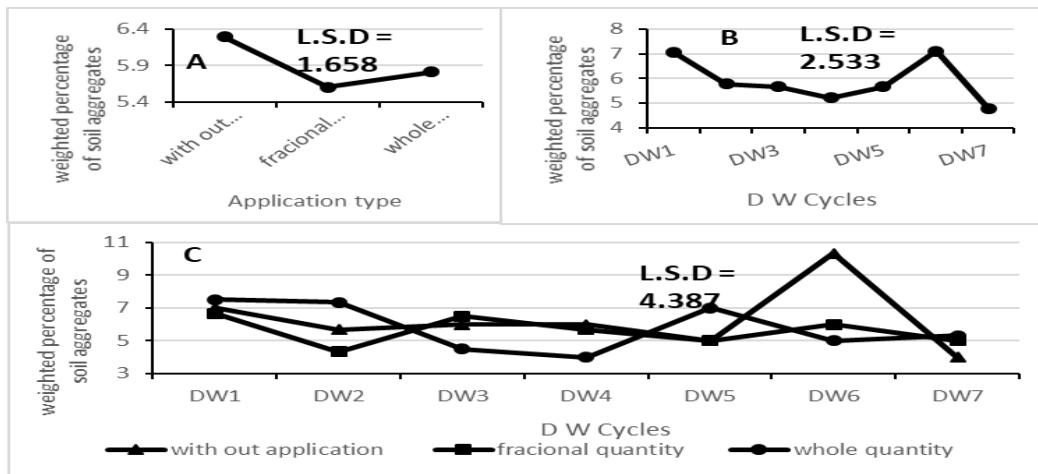 weighted percentage
of soil aggregates
6.4
5.9
5.4
A
L.S.D =
1.658
with out...
fracional...
whole...
Application type
weighted percentage
of soil aggregates
8
7
6
5
4
B
L.S.D =
2.533
DW1
DW3
DW5
DW7
D W Cycles
weighted percentage of
soil aggregates
11
9
7
5
3
C
L.S.D =
4.387
DW1 DW2 DW3 DW4 DW5 DW6 DW7
D W Cycles
with out application fracional quantity whole quantity